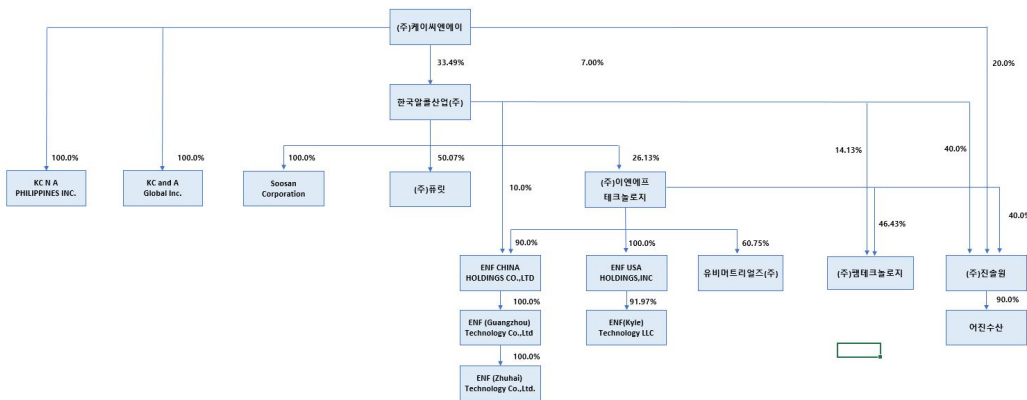 (주)케이씨엔에이
33.49%
7.00%
20.0%
한국알콜산업(주)
100.0%
100.0%
100.0%
50.07%
26.13%
14.13%
40.0%
KC N A
PHILIPPINES INC.
KC and A
Global Inc.
Soosan
Corporation
(주)퓨릿
(주)이엔에프
테크놀로지
10.0%
46.43%
40.0%
90.0%
100.0%
60.75%
ENF CHINA
HOLDINGS CO.,LTD
ENF USA
HOLDINGS,INC
유비머트리얼즈(주)
(주)팸테크놀로지
(주)진술원
100.0%
91.97%
90.0%
ENF (Guangzhou)
Technology Co.,Ltd
ENF(Kyle)
Technology LLC
어진수산
100.0%
ENF (Zhuhai)
Technology Co.,Ltd.